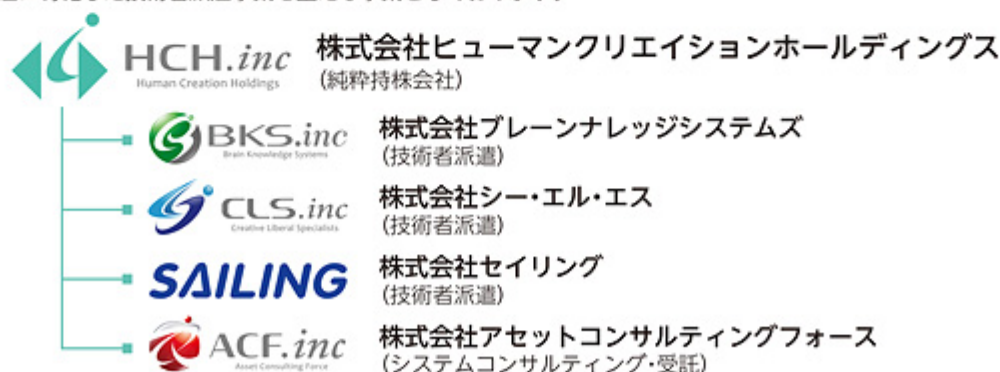 HCH.inc
Human Creation Holdings
株式会社ヒューマンクリエイションホールディングス
(純粋持株会社)
BKS.inc
Brain Knowledge Systems
株式会社ブレーンナレッジシステムズ
(技術者派遣)
CLS.inc
Creative Liberal Specialists
株式会社シー・エル・エス
(技術者派遣)
SAILING
株式会社セイリング
(技術者派遣)
ACF.inc
Asset Consulting Force
株式会社アセットコンサルティングフォース
(システムコンサルティング・受託)